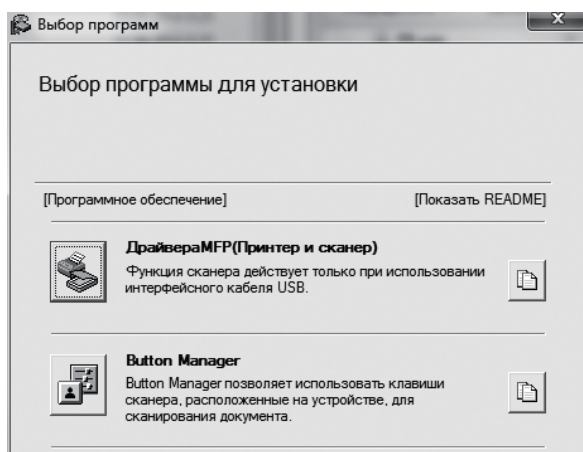 Выбор программ
Выбор программы для установки
[Программное обеспечение] [Показать README]
ДрайвераMFP(Принтер и сканер)
Функция сканера действует только при использовании
интерфейсного кабеля USB.
Button Manager
Button Manager позволяет использовать клавиши
сканера, расположенные на устройстве, для
сканирования документа.